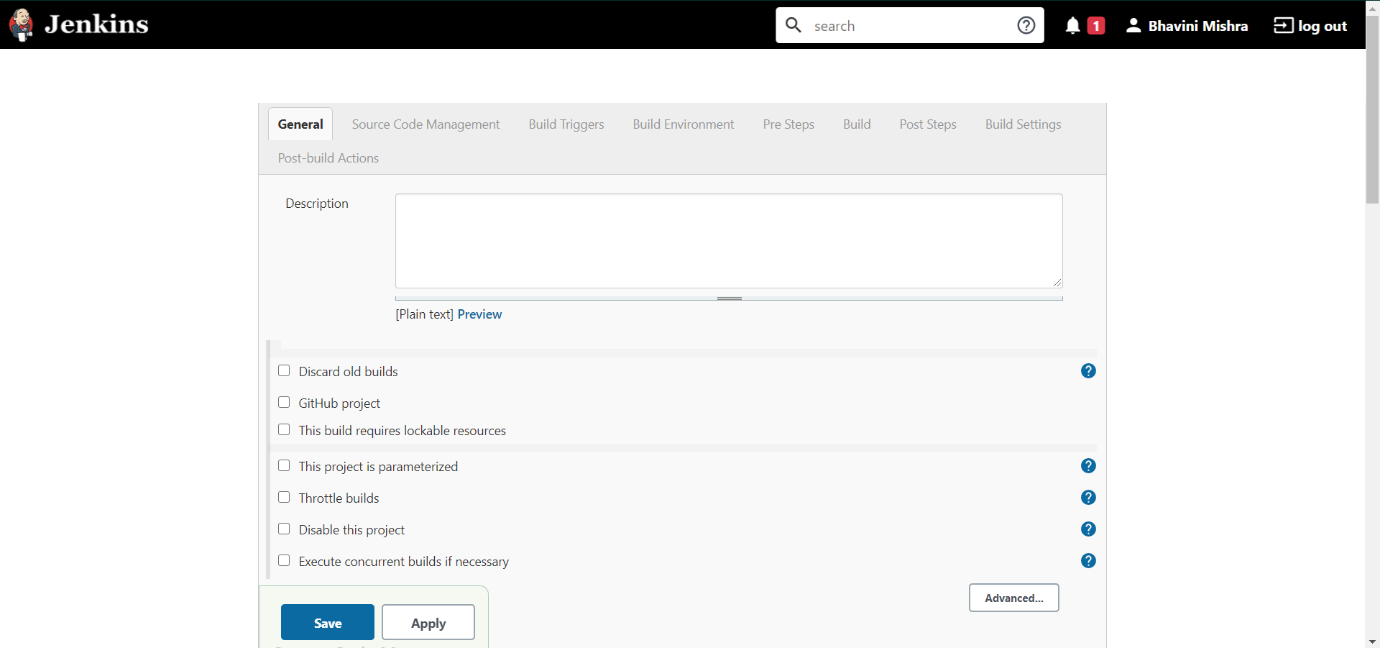 Jenkins search 1 Bhavini Mishra log out
General Source Code Management Build Triggers Build Environment Pre Steps Build Post Steps Build Settings
Post-build Actions
Description
[Plain text] Preview
Discard old builds ?
GitHub project
This build requires lockable resources
This project is parameterized ?
Throttle builds ?
Disable this project ?
Execute concurrent builds if necessary ?
Advanced...
Save Apply